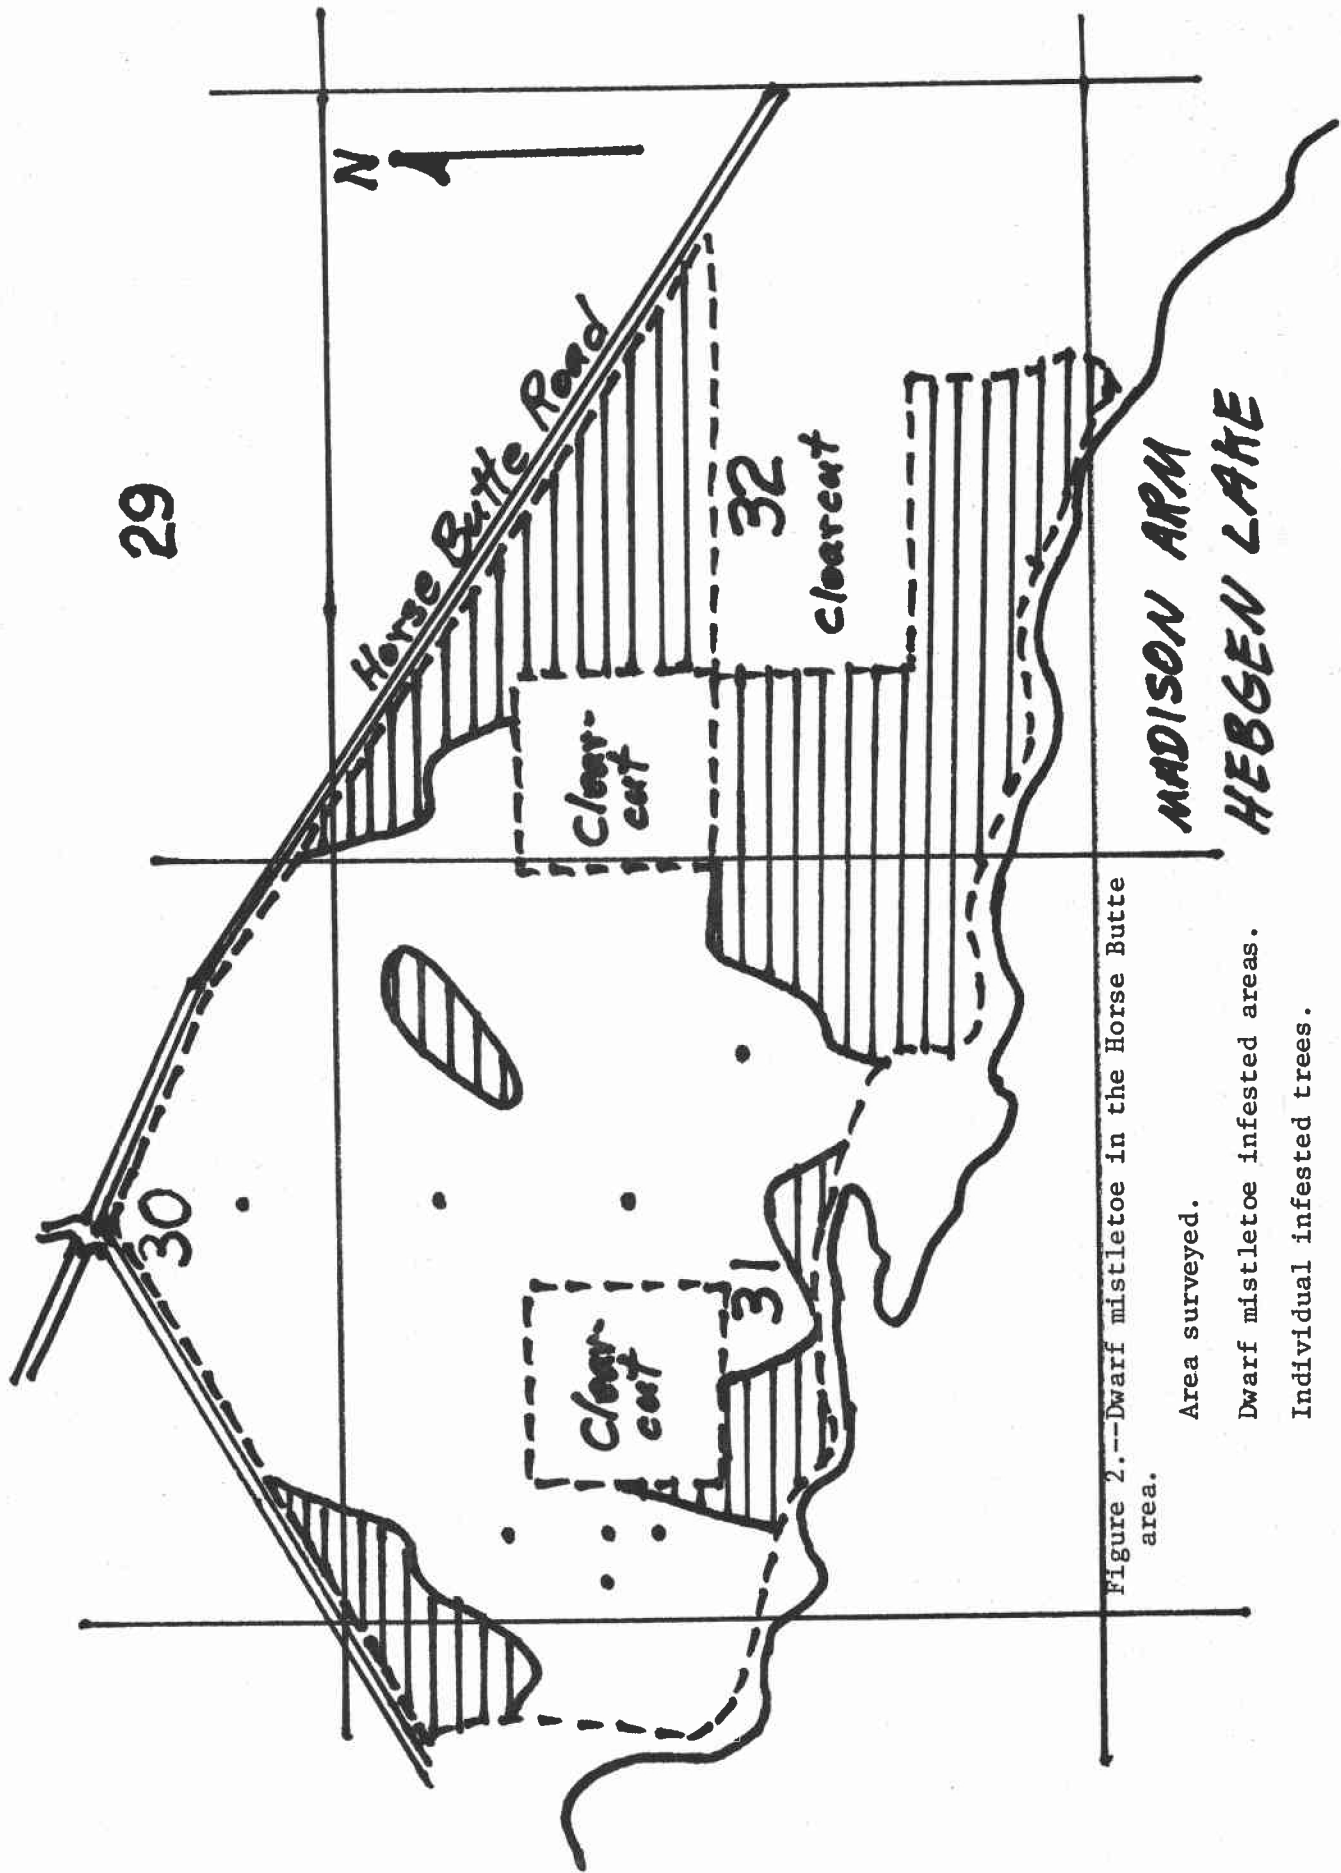 29
N
Horse Butte Road
30
32
clearcut
Clear-
cut
Clear-
cut
31
MADISON ARM
HEBGEN LAKE
Figure 2.--Dwarf mistletoe in the Horse Butte
area.
Area surveyed.
Dwarf mistletoe infested areas.
Individual infested trees.